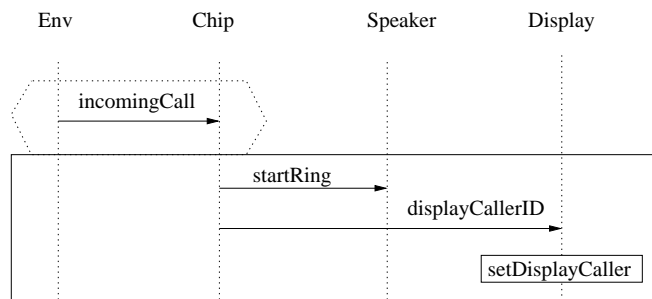 Env Chip Speaker Display
incomingCall
startRing
displayCallerID
setDisplayCaller